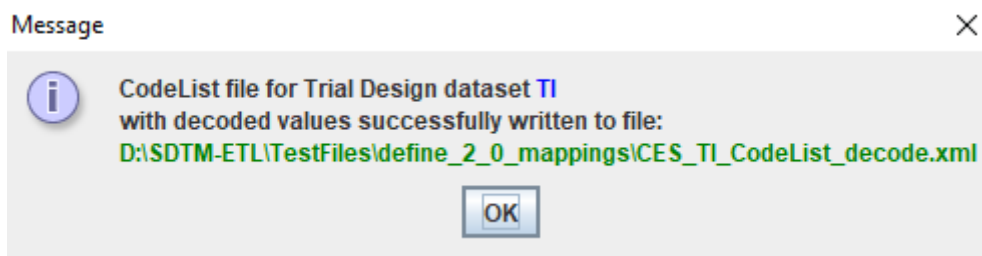 Message
CodeList file for Trial Design dataset TI
with decoded values successfully written to file:
D:\SDTM-ETL\TestFiles\define_2_0_mappings\CES_TI_CodeList_decode.xml
OK